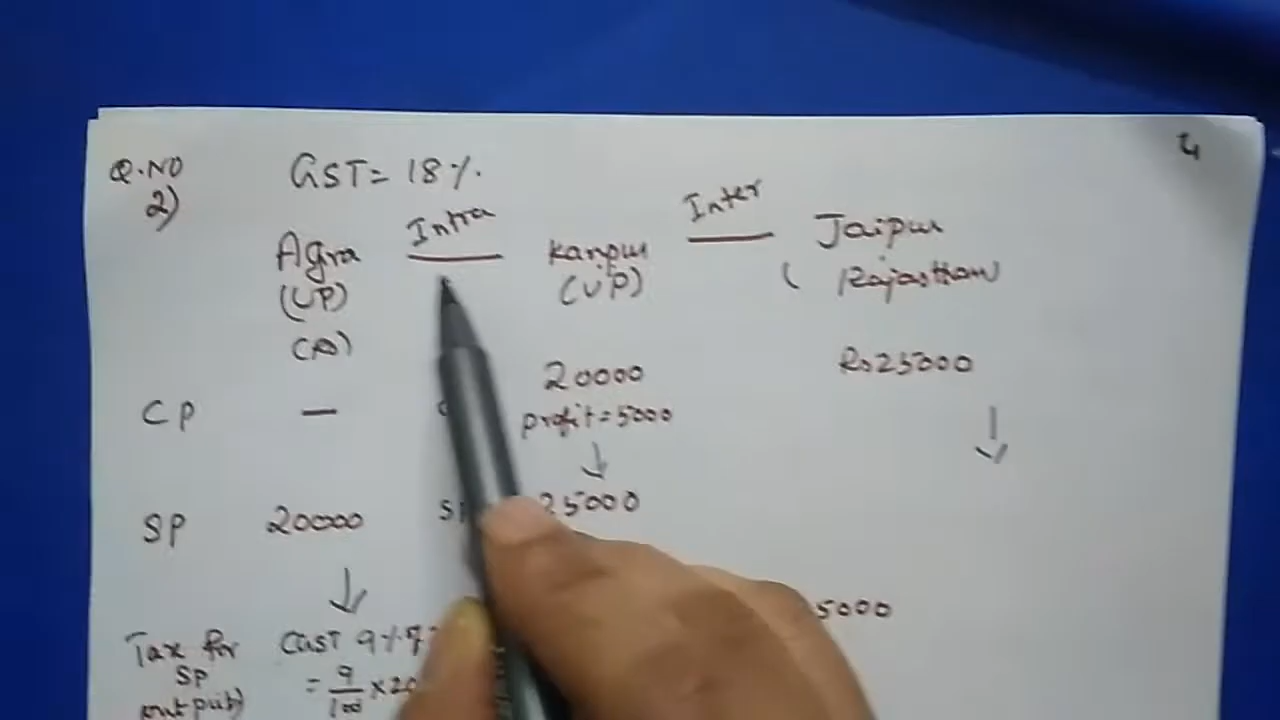 Q.NO GST = 18%.
2)
Agra Intra Kanpur Inter Jaipur
(UP) (UP) (Rajasthan)
(A)
20000 Rs 25000
CP — profit = 5000
SP 20000 25000
5000
Tax for CGST 9%
SP = 9/100 × 20
output)